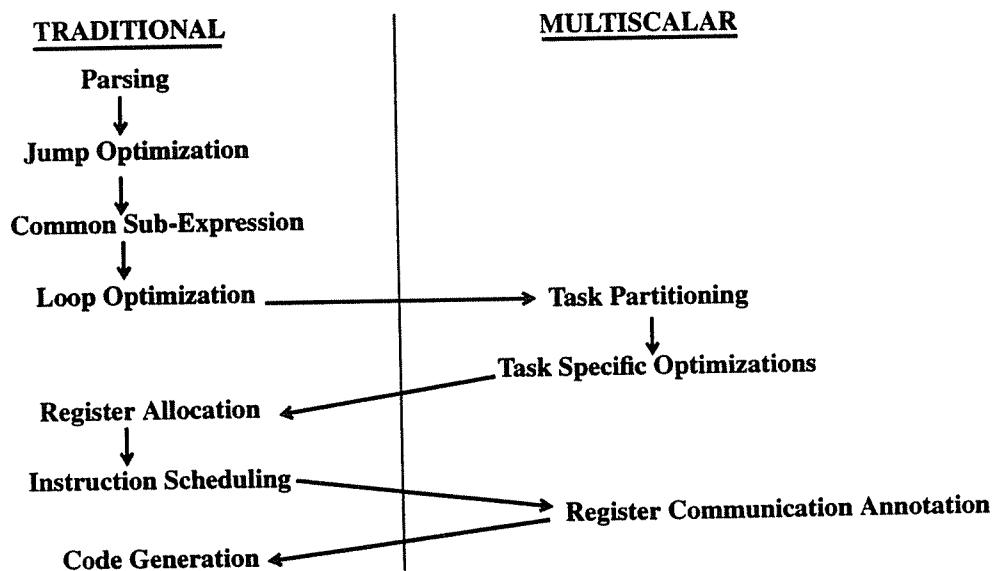 TRADITIONAL
MULTISCALAR
Parsing
Jump Optimization
Common Sub-Expression
Loop Optimization
Task Partitioning
Task Specific Optimizations
Register Allocation
Instruction Scheduling
Register Communication Annotation
Code Generation